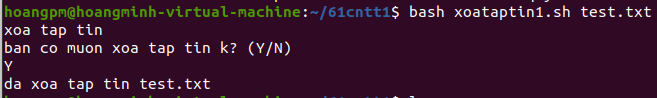 hoangpm@hoangminh-virtual-machine:~/61cntt1$ bash xoataptin1.sh test.txt
xoa tap tin
ban co muon xoa tap tin k? (Y/N)
Y
da xoa tap tin test.txt